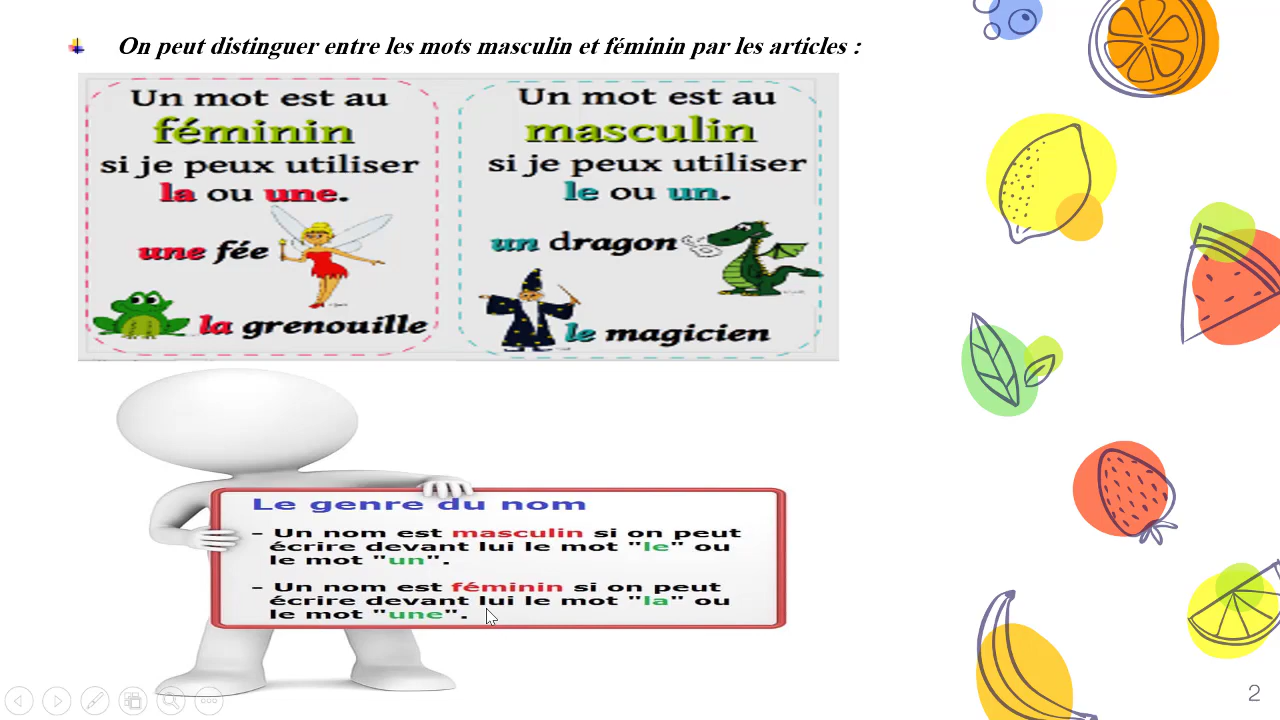 On peut distinguer entre les mots masculin et féminin par les articles :
Un mot est au
féminin
si je peux utiliser
la ou une.
une fée
la grenouille
Un mot est au
masculin
si je peux utiliser
le ou un.
un dragon
le magicien
Le genre du nom
- Un nom est masculin si on peut
écrire devant lui le mot "le" ou
le mot "un".
- Un nom est féminin si on peut
écrire devant lui le mot "la" ou
le mot "une".
2